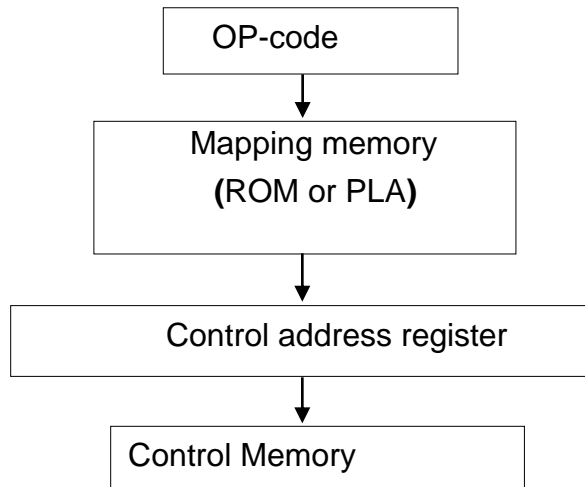 OP-code
Mapping memory
(ROM or PLA)
Control address register
Control Memory